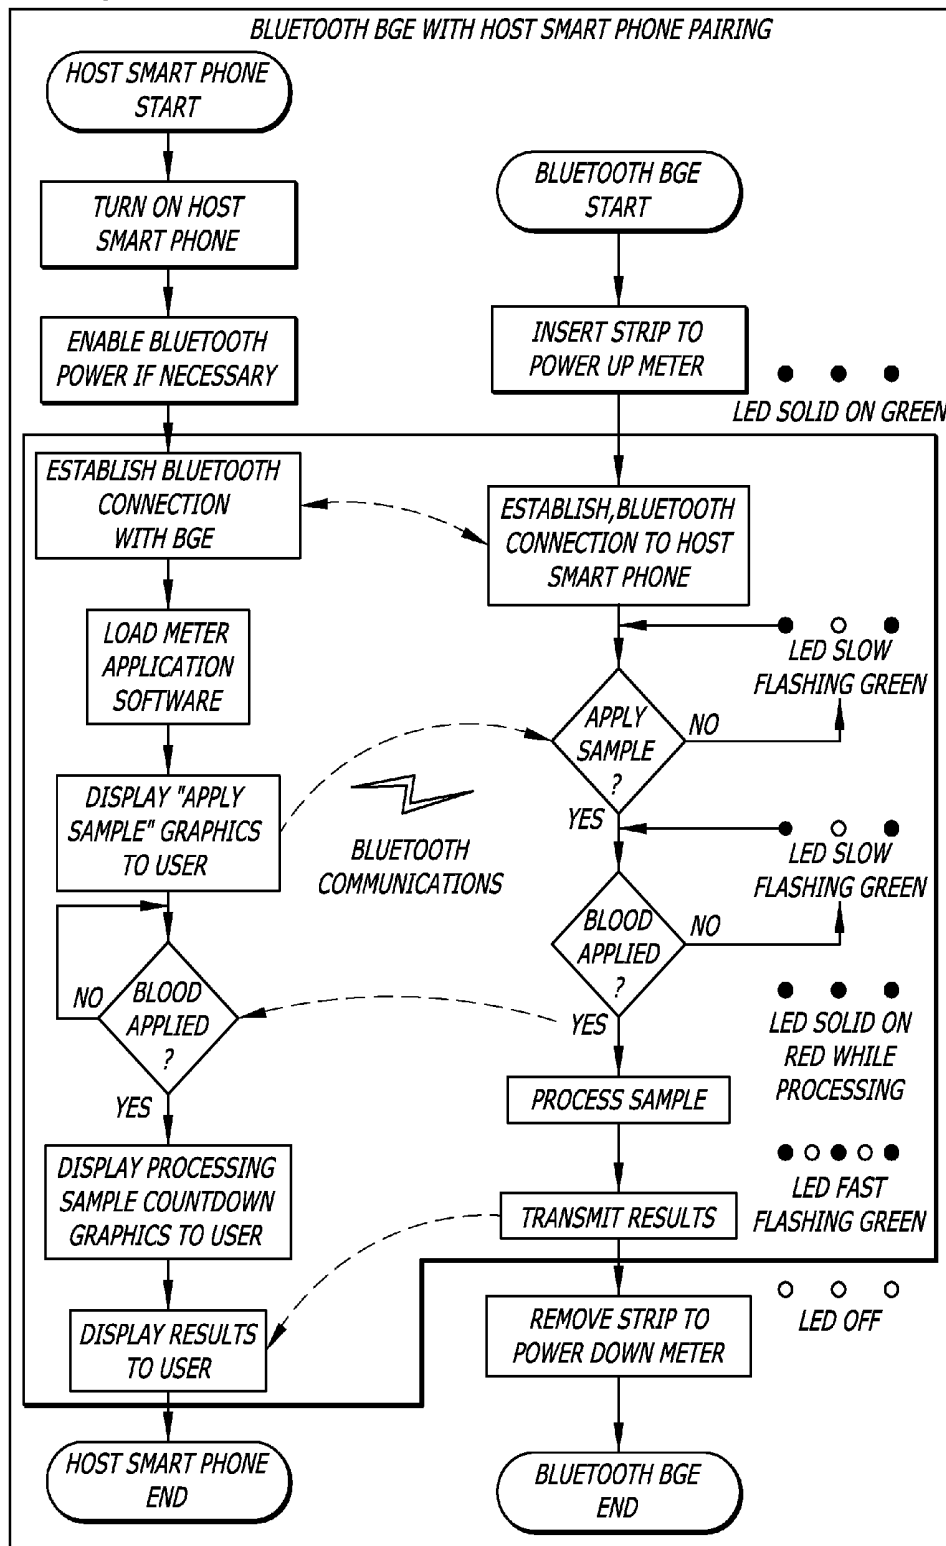 BLUETOOTH BGE WITH HOST SMART PHONE PAIRING
HOST SMART PHONE
START
TURN ON HOST
SMART PHONE
ENABLE BLUETOOTH
POWER IF NECESSARY
ESTABLISH BLUETOOTH
CONNECTION
WITH BGE
LOAD METER
APPLICATION
SOFTWARE
DISPLAY "APPLY
SAMPLE" GRAPHICS
TO USER
NO
BLOOD
APPLIED
?
YES
DISPLAY PROCESSING
SAMPLE COUNTDOWN
GRAPHICS TO USER
DISPLAY RESULTS
TO USER
HOST SMART PHONE
END
BLUETOOTH
COMMUNICATIONS
BLUETOOTH BGE
START
INSERT STRIP TO
POWER UP METER
LED SOLID ON GREEN
ESTABLISH,BLUETOOTH
CONNECTION TO HOST
SMART PHONE
LED SLOW
FLASHING GREEN
APPLY
SAMPLE
?
NO
YES
LED SLOW
FLASHING GREEN
BLOOD
APPLIED
?
NO
YES
LED SOLID ON
RED WHILE
PROCESSING
PROCESS SAMPLE
LED FAST
FLASHING GREEN
TRANSMIT RESULTS
LED OFF
REMOVE STRIP TO
POWER DOWN METER
BLUETOOTH BGE
END